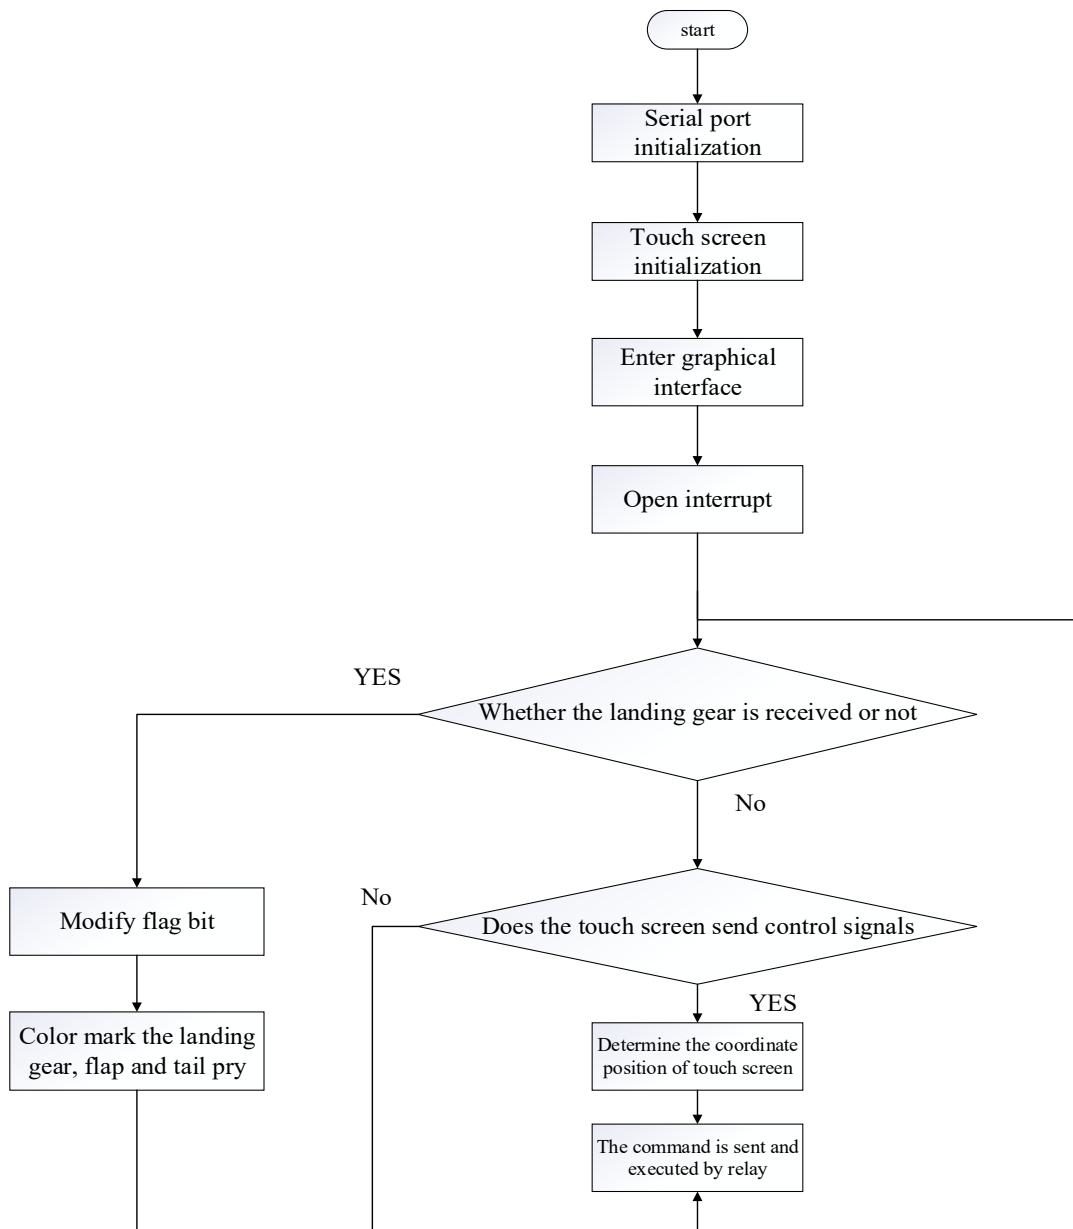 start
Serial port
initialization
Touch screen
initialization
Enter graphical
interface
Open interrupt
YES
Whether the landing gear is received or not
No
No
Modify flag bit
Does the touch screen send control signals
YES
Color mark the landing
gear, flap and tail pry
Determine the coordinate
position of touch screen
The command is sent and
executed by relay